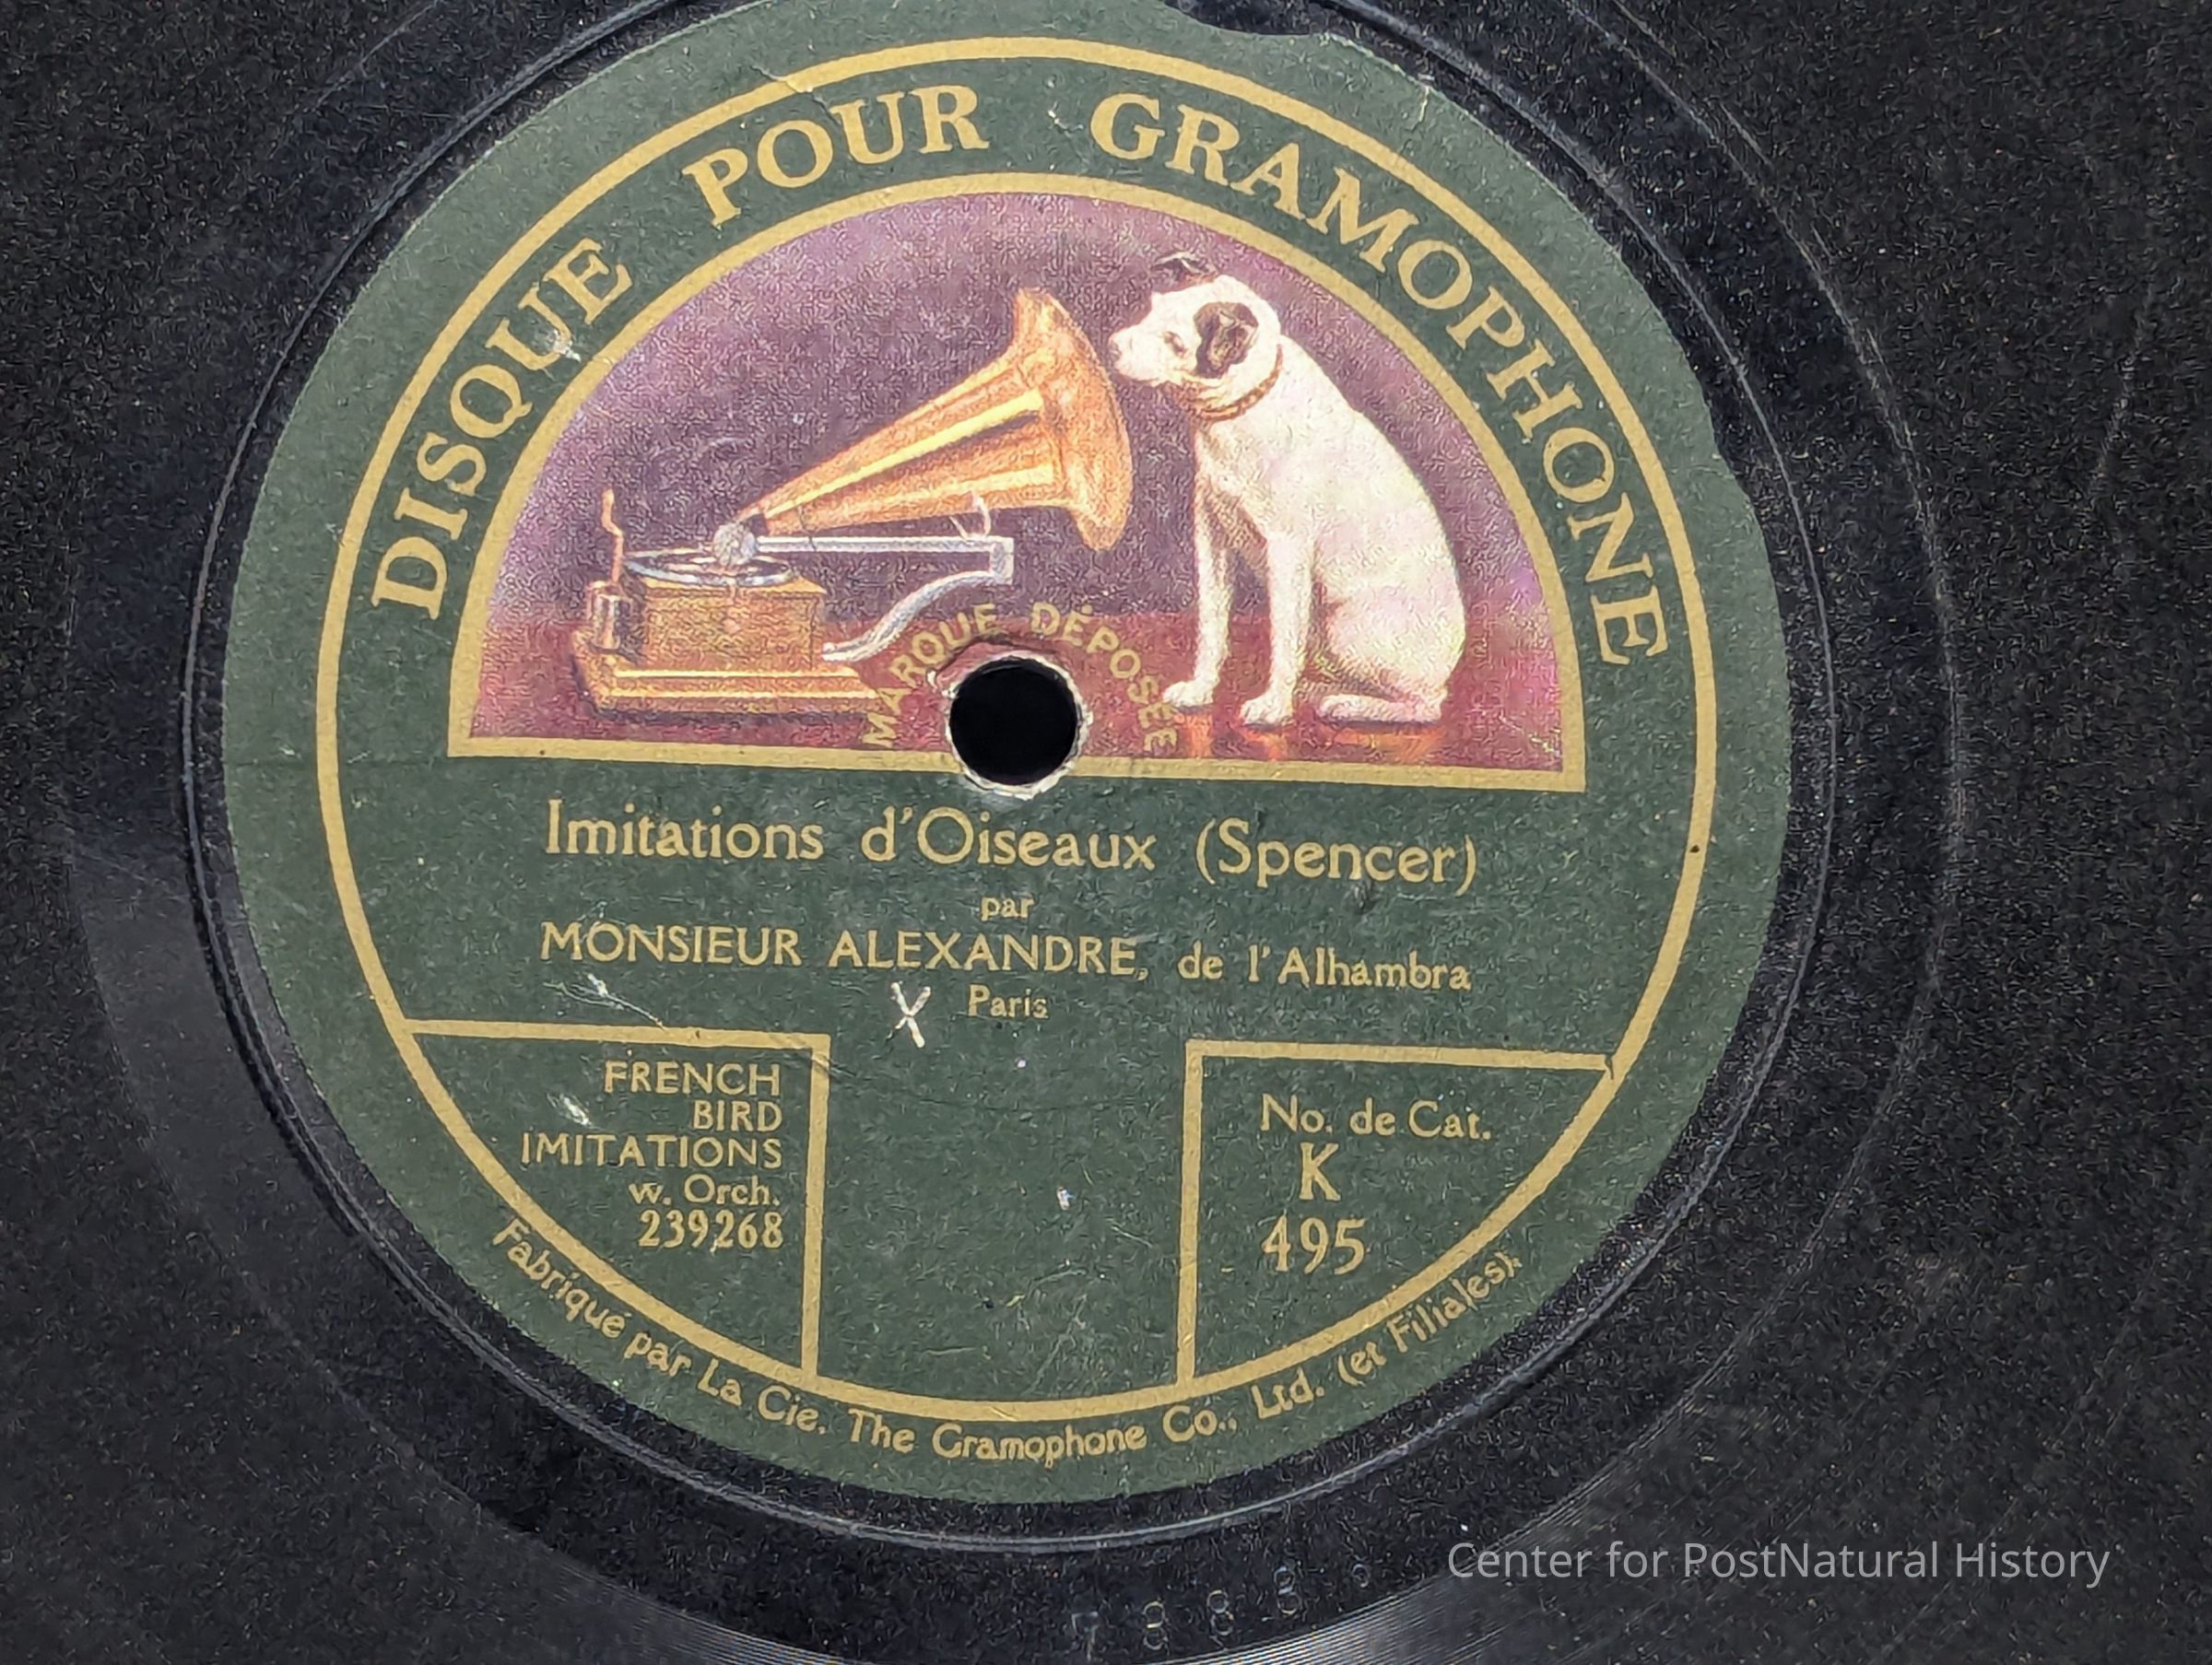 DISQUE POUR GRAMOPHONE
MARQUE DÉPOSÉE
Imitations d'Oiseaux (Spencer)
par
MONSIEUR ALEXANDRE, de l'Alhambra
Paris
X
FRENCH
BIRD
IMITATIONS
w. Orch.
239268
No. de Cat.
K
495
Fabriqué par La Cie. The Gramophone Co., Ltd. (et Filiales).
Center for PostNatural History